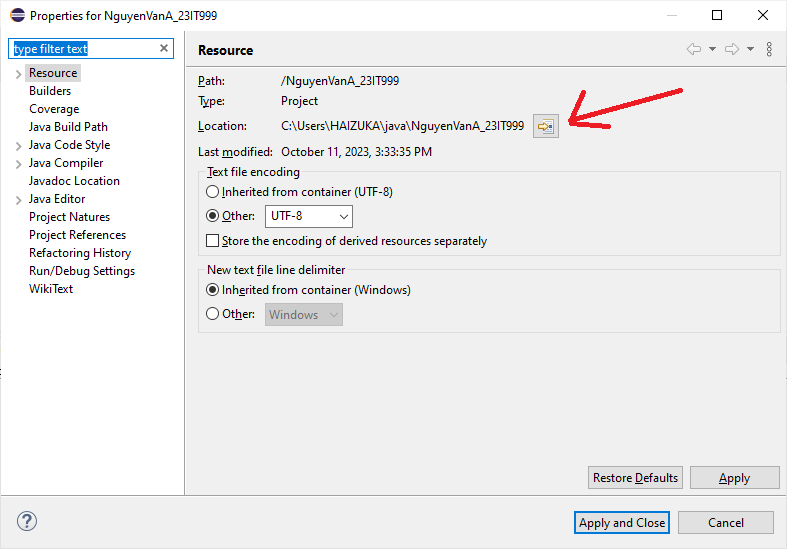 Properties for NguyenVanA_23IT999
type filter text
Resource
Builders
Coverage
Java Build Path
Java Code Style
Java Compiler
Javadoc Location
Java Editor
Project Natures
Project References
Refactoring History
Run/Debug Settings
WikiText
Resource
Path: /NguyenVanA_23IT999
Type: Project
Location: C:\Users\HAIZUKA\java\NguyenVanA_23IT999
Last modified: October 11, 2023, 3:33:35 PM
Text file encoding
Inherited from container (UTF-8)
Other: UTF-8
Store the encoding of derived resources separately
New text file line delimiter
Inherited from container (Windows)
Other: Windows
Restore Defaults Apply
? Apply and Close Cancel